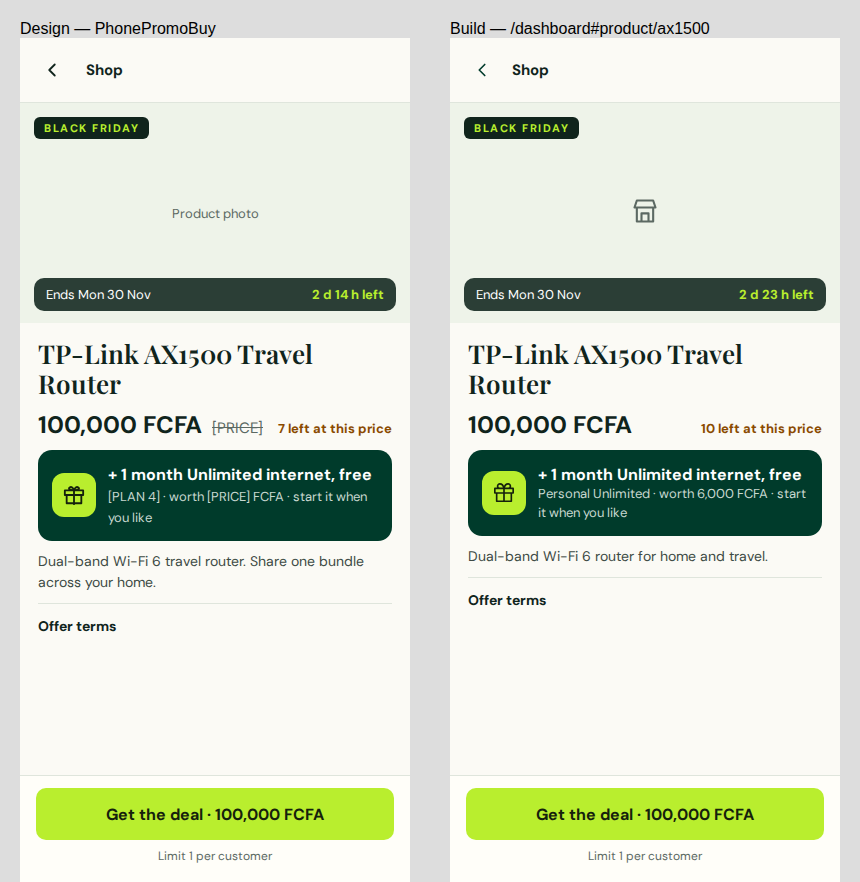 Design — PhonePromoBuy
Shop
BLACK FRIDAY
Product photo
Ends Mon 30 Nov
2 d 14 h left
TP-Link AX1500 Travel
Router
100,000 FCFA [PRICE] 7 left at this price
+ 1 month Unlimited internet, free
[PLAN 4] · worth [PRICE] FCFA · start it when
you like
Dual-band Wi-Fi 6 travel router. Share one bundle
across your home.
Offer terms
Get the deal · 100,000 FCFA
Limit 1 per customer
Build — /dashboard#product/ax1500
Shop
BLACK FRIDAY
Ends Mon 30 Nov
2 d 23 h left
TP-Link AX1500 Travel
Router
100,000 FCFA 10 left at this price
+ 1 month Unlimited internet, free
Personal Unlimited · worth 6,000 FCFA · start
it when you like
Dual-band Wi-Fi 6 router for home and travel.
Offer terms
Get the deal · 100,000 FCFA
Limit 1 per customer